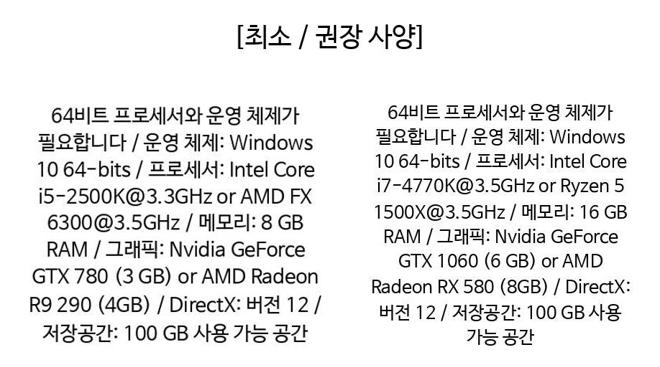 [최소 / 권장 사양]
64비트 프로세서와 운영 체제가
필요합니다 / 운영 체제: Windows
10 64-bits / 프로세서: Intel Core
i5-2500K@3.3GHz or AMD FX
6300@3.5GHz / 메모리: 8 GB
RAM / 그래픽: Nvidia GeForce
GTX 780 (3 GB) or AMD Radeon
R9 290 (4GB) / DirectX: 버전 12 /
저장공간: 100 GB 사용 가능 공간
64비트 프로세서와 운영 체제가
필요합니다 / 운영 체제: Windows
10 64-bits / 프로세서: Intel Core
i7-4770K@3.5GHz or Ryzen 5
1500X@3.5GHz / 메모리: 16 GB
RAM / 그래픽: Nvidia GeForce
GTX 1060 (6 GB) or AMD
Radeon RX 580 (8GB) / DirectX:
버전 12 / 저장공간: 100 GB 사용
가능 공간